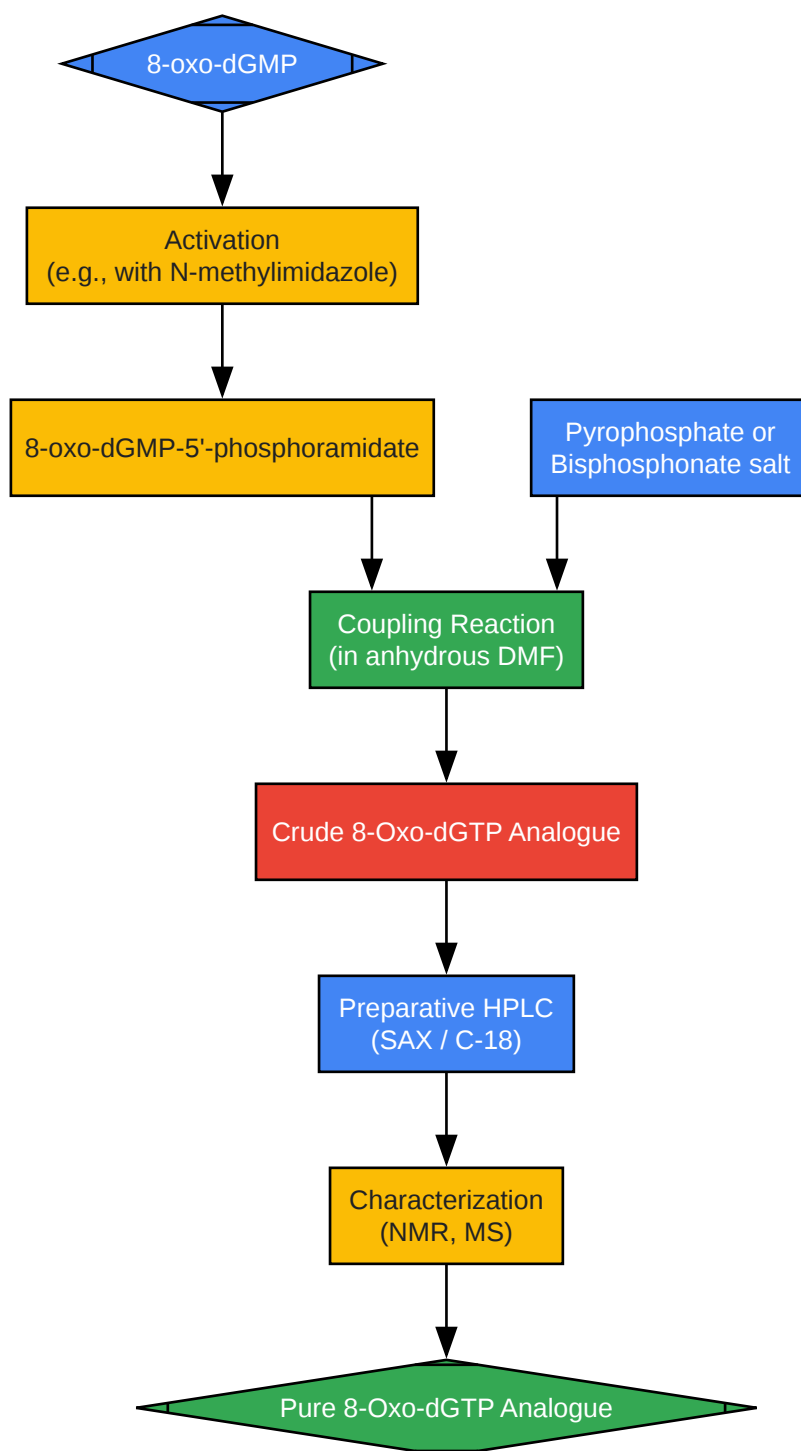 8-oxo-dGMP
Activation
(e.g., with N-methylimidazole)
8-oxo-dGMP-5'-phosphoramidate
Pyrophosphate or
Bisphosphonate salt
Coupling Reaction
(in anhydrous DMF)
Crude 8-Oxo-dGTP Analogue
Preparative HPLC
(SAX / C-18)
Characterization
(NMR, MS)
Pure 8-Oxo-dGTP Analogue